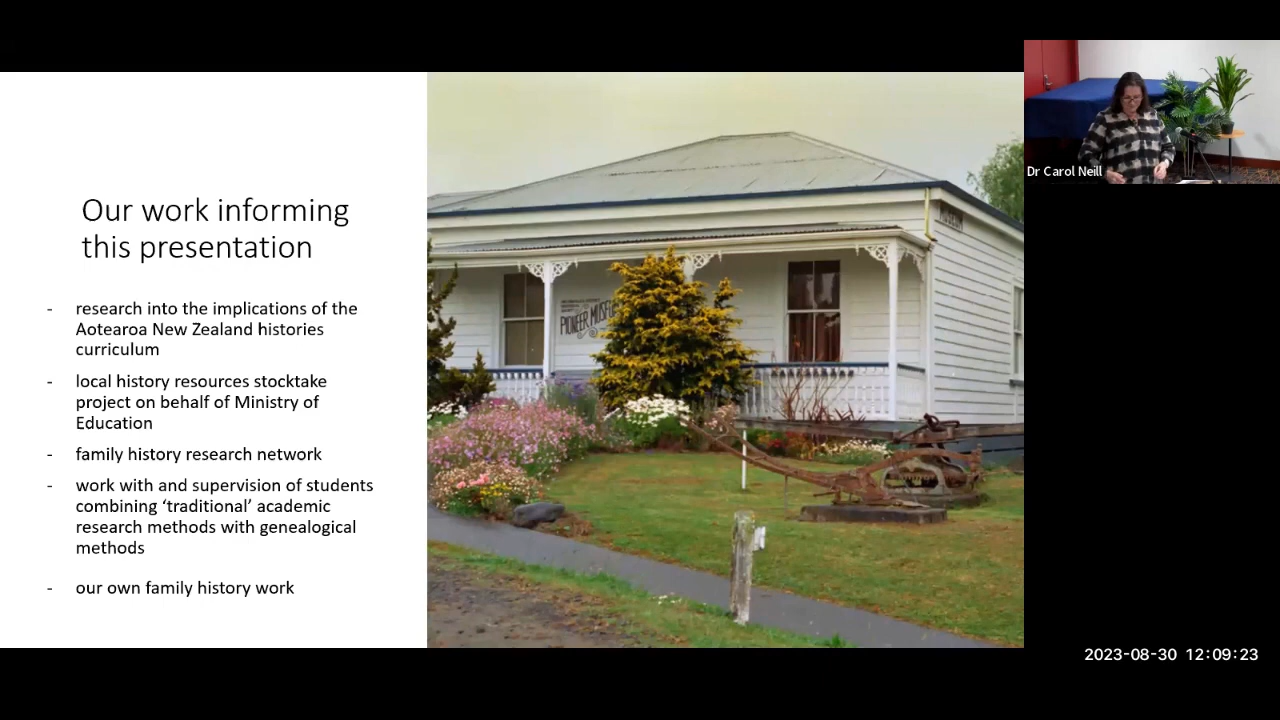 Our work informing
this presentation
- research into the implications of the
Aotearoa New Zealand histories
curriculum
- local history resources stocktake
project on behalf of Ministry of
Education
- family history research network
- work with and supervision of students
combining ‘traditional’ academic
research methods with genealogical
methods
- our own family history work
PIONEER MUSEUM
Dr Carol Neill
2023-08-30 12:09:23